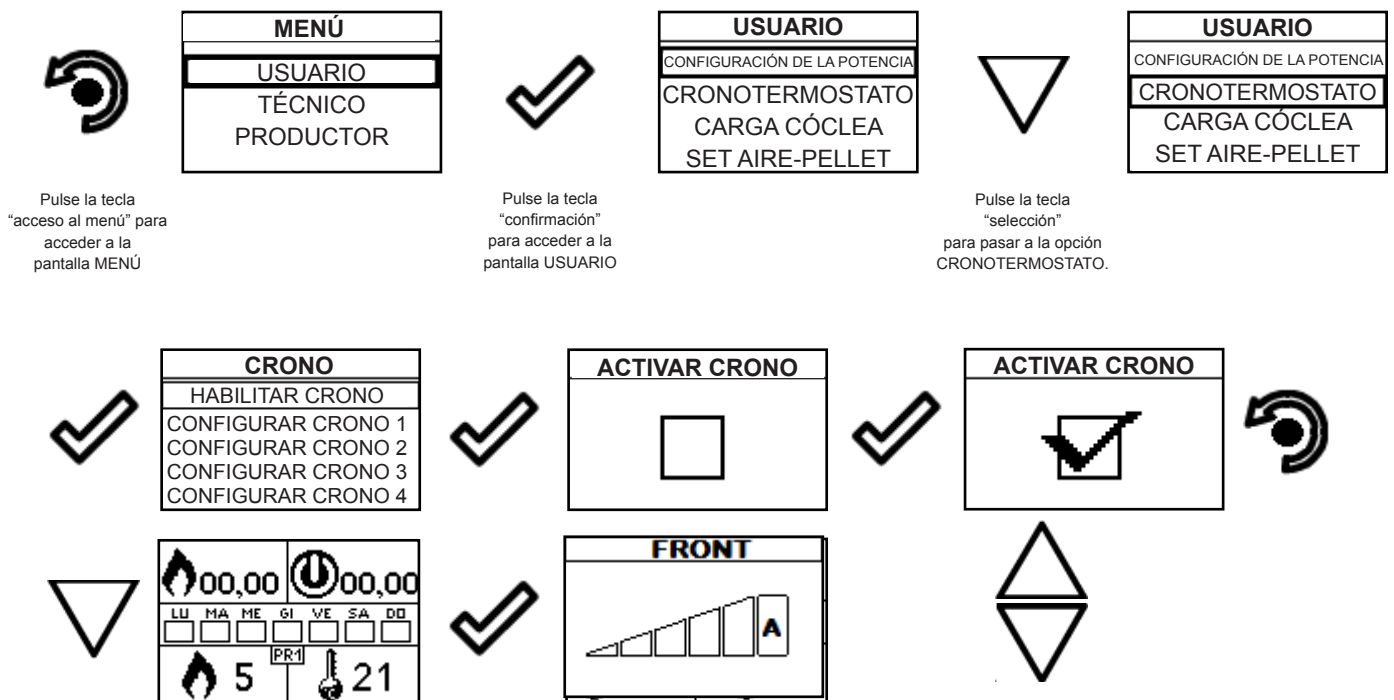 MENÚ
USUARIO
TÉCNICO
PRODUCTOR
Pulse la tecla
“acceso al menú” para
acceder a la
pantalla MENÚ
USUARIO
CONFIGURACIÓN DE LA POTENCIA
CRONOTERMOSTATO
CARGA CÓCLEA
SET AIRE-PELLET
Pulse la tecla
“confirmación”
para acceder a la
pantalla USUARIO
USUARIO
CONFIGURACIÓN DE LA POTENCIA
CRONOTERMOSTATO
CARGA CÓCLEA
SET AIRE-PELLET
Pulse la tecla
“selección”
para pasar a la opción
CRONOTERMOSTATO.
CRONO
HABILITAR CRONO
CONFIGURAR CRONO 1
CONFIGURAR CRONO 2
CONFIGURAR CRONO 3
CONFIGURAR CRONO 4
ACTIVAR CRONO
ACTIVAR CRONO
00,00 00,00
LU MA ME GI VE SA DO
PR1
5 21
FRONT
A